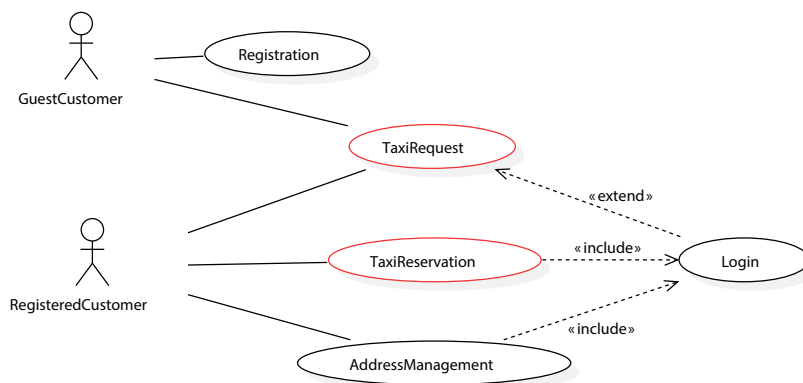 Registration
GuestCustomer
TaxiRequest
«extend»
TaxiReservation
«include»
Login
RegisteredCustomer
«include»
AddressManagement